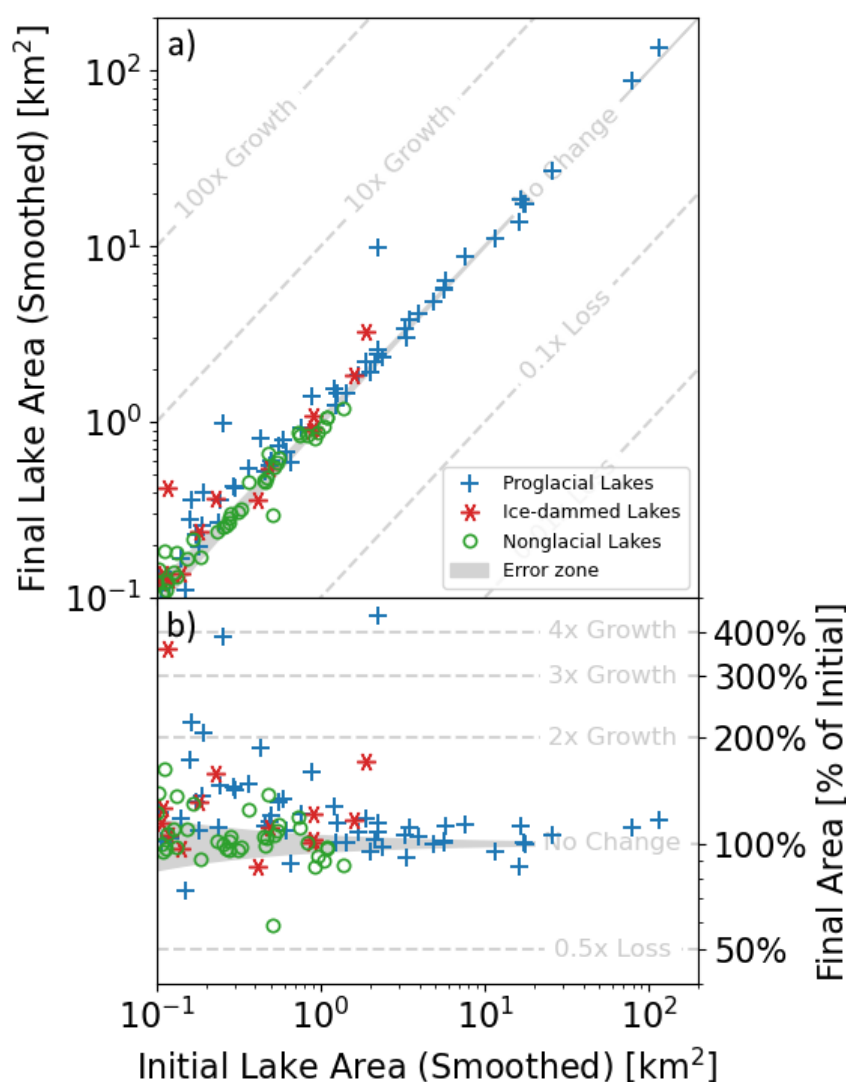 a)
Final Lake Area (Smoothed) [km²]
10²
10¹
10⁰
10⁻¹
100x Growth
10x Growth
No Change
0.1x Loss
Loss
Proglacial Lakes
Ice-dammed Lakes
Nonglacial Lakes
Error zone
b)
4x Growth
3x Growth
2x Growth
No Change
0.5x Loss
400%
300%
200%
100%
50%
Final Area [% of Initial]
10⁻¹
10⁰
10¹
10²
Initial Lake Area (Smoothed) [km²]